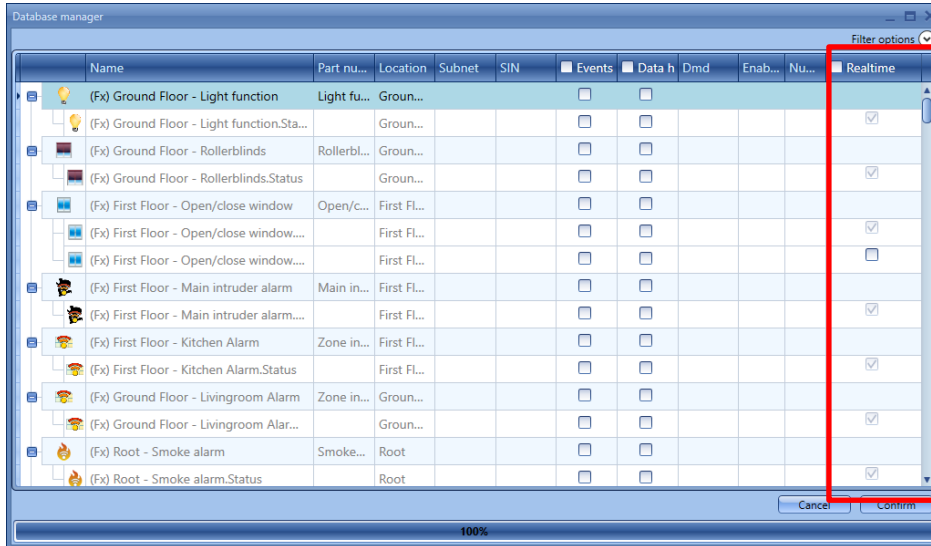 Database manager
Filter options
Name Part nu... Location Subnet SIN Events Data h Dmd Enab... Nu... Realtime
(Fx) Ground Floor - Light function Light fu... Groun...
(Fx) Ground Floor - Light function.Sta... Groun...
(Fx) Ground Floor - Rollerblinds Rollerbl... Groun...
(Fx) Ground Floor - Rollerblinds.Status Groun...
(Fx) First Floor - Open/close window Open/c... First Fl...
(Fx) First Floor - Open/close window.... First Fl...
(Fx) First Floor - Open/close window.... First Fl...
(Fx) First Floor - Main intruder alarm Main in... First Fl...
(Fx) First Floor - Main intruder alarm.... First Fl...
(Fx) First Floor - Kitchen Alarm Zone in... First Fl...
(Fx) First Floor - Kitchen Alarm.Status First Fl...
(Fx) Ground Floor - Livingroom Alarm Zone in... Groun...
(Fx) Ground Floor - Livingroom Alar... Groun...
(Fx) Root - Smoke alarm Smoke... Root
(Fx) Root - Smoke alarm.Status Root
Cancel Confirm
100%